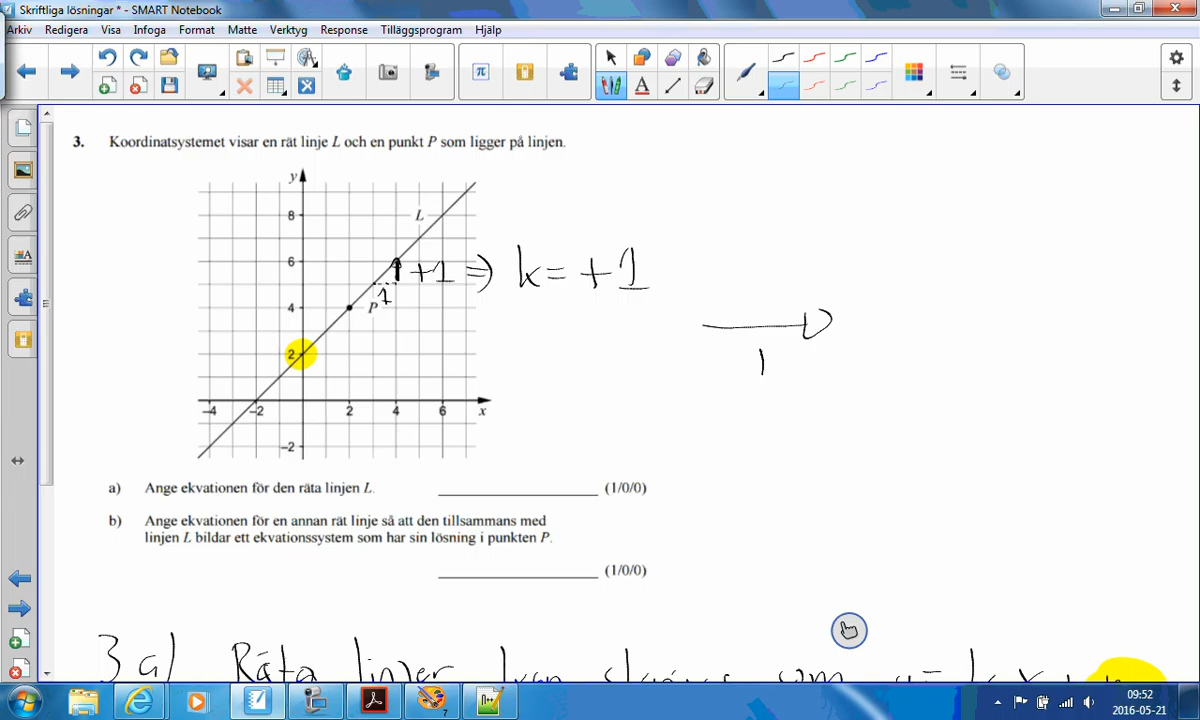 Skriftliga lösningar * - SMART Notebook
Arkiv Redigera Visa Infoga Format Matte Verktyg Response Tilläggsprogram Hjälp
3. Koordinatsystemet visar en rät linje L och en punkt P som ligger på linjen.
y
8
L
6
+1 => k = +1
1
4
P
2
1
-4 -2 2 4 6 x
-2
a) Ange ekvationen för den räta linjen L. (1/0/0)
b) Ange ekvationen för en annan rät linje så att den tillsammans med
linjen L bildar ett ekvationssystem som har sin lösning i punkten P.
(1/0/0)
3 a) Räta linjer kan skrivas som y = kx
09:52
2016-05-21